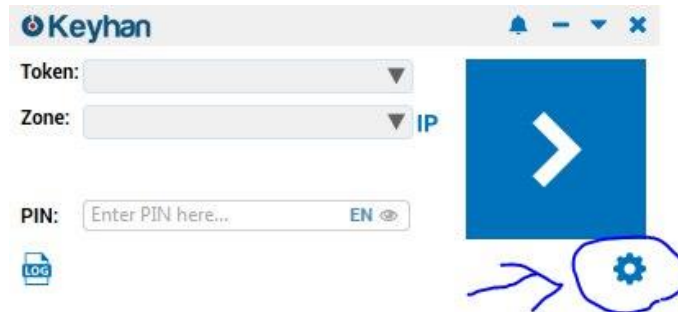 Keyhan
Token:
Zone:
IP
PIN: Enter PIN here... EN
LOG